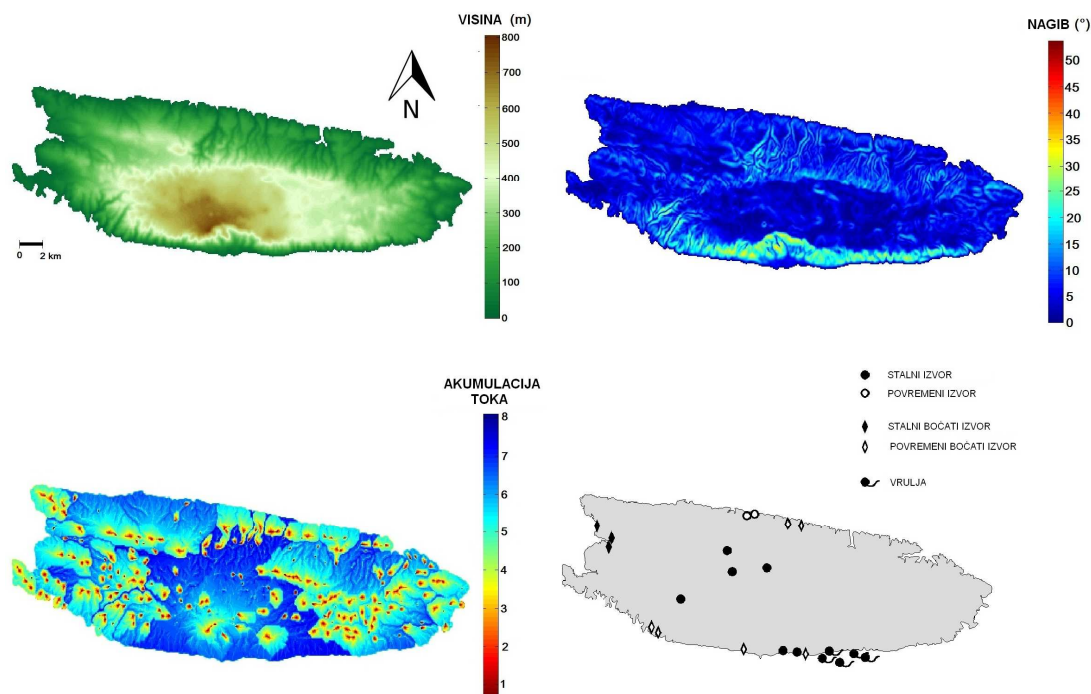 VISINA (m)
800
700
600
500
400
300
200
100
0
N
0 2 km
NAGIB (°)
50
45
40
35
30
25
20
15
10
5
0
AKUMULACIJA
TOKA
8
7
6
5
4
3
2
1
STALNI IZVOR
POVREMENI IZVOR
STALNI BOĆATI IZVOR
POVREMENI BOĆATI IZVOR
VRULJA